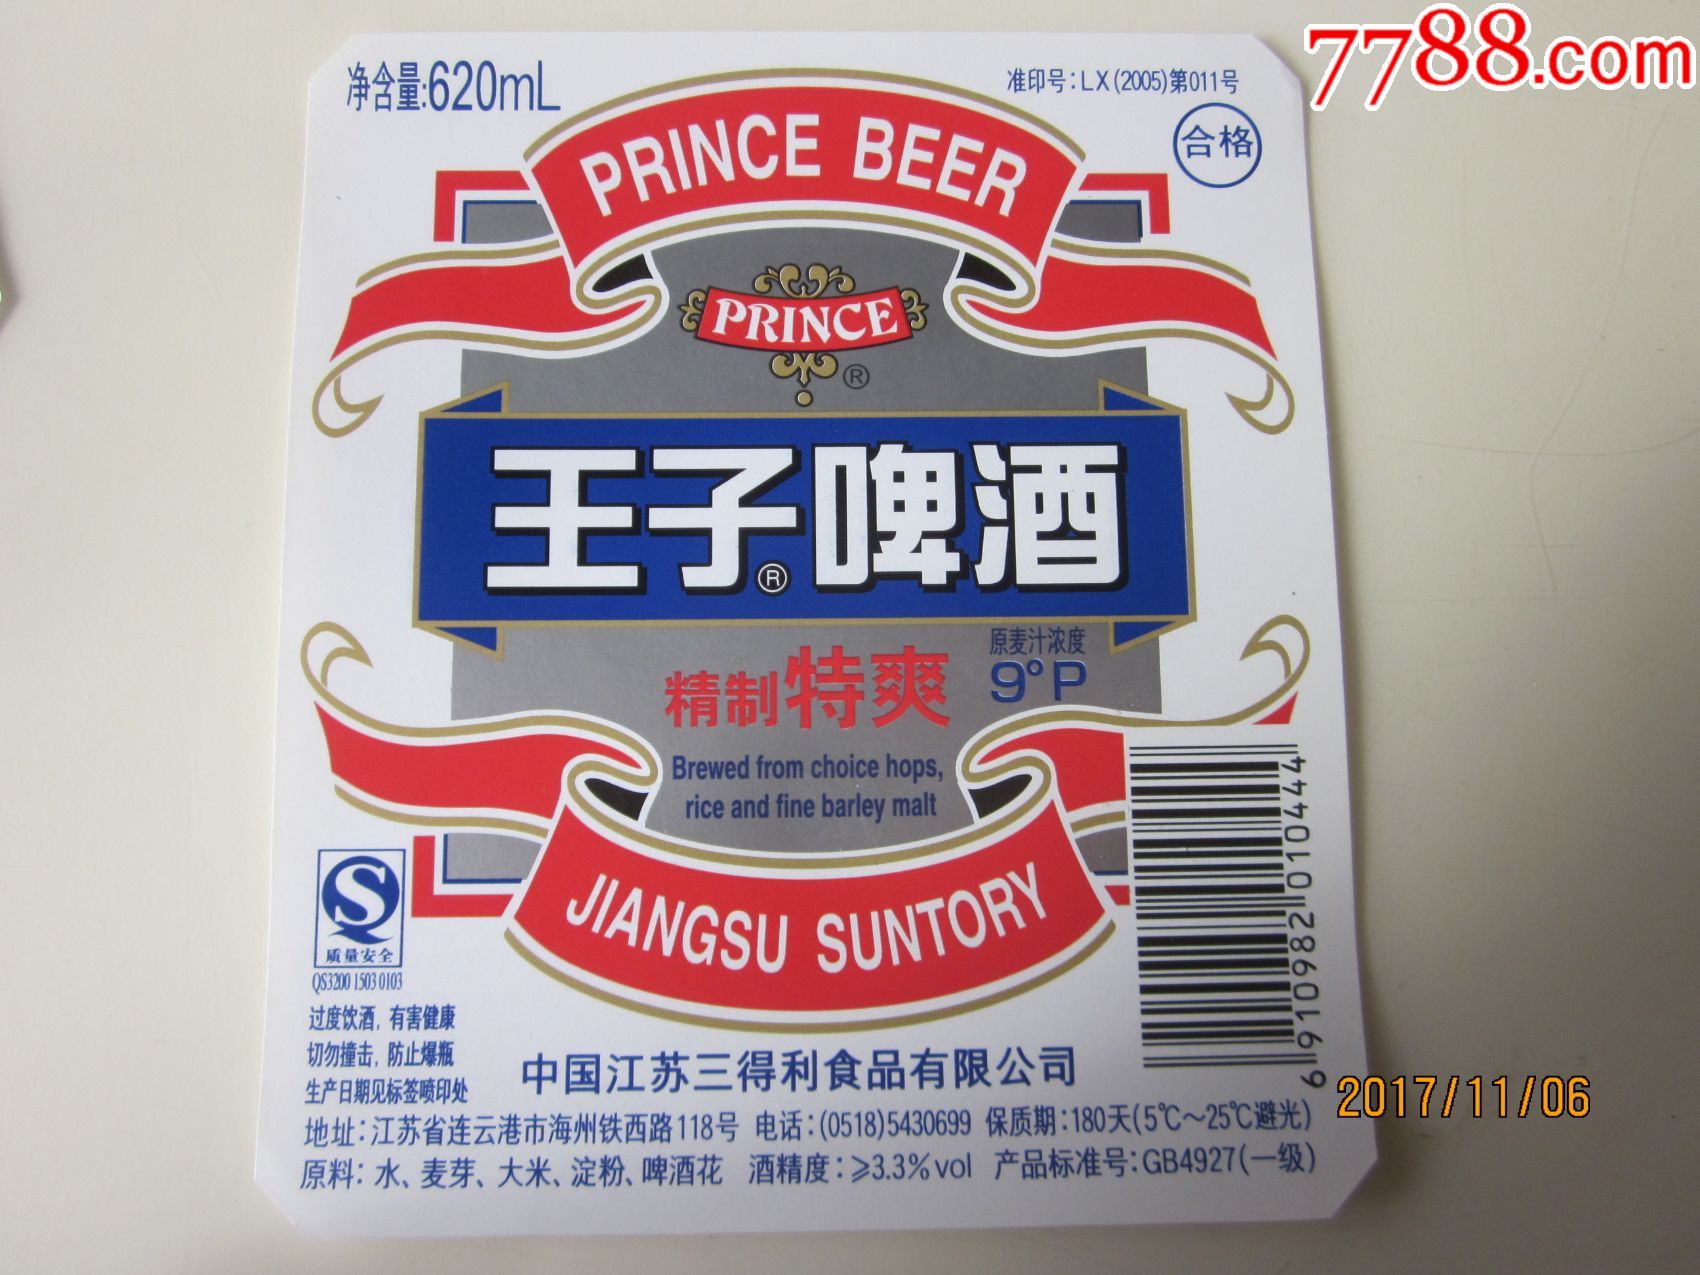 7788.com
净含量:620mL
准印号:LX(2005)第011号
合格
PRINCE BEER
PRINCE
®
王子®啤酒
精制特爽
原麦汁浓度
9°P
Brewed from choice hops,
rice and fine barley malt
JIANGSU SUNTORY
质量安全
QS3200 1503 0103
过度饮酒,有害健康
切勿撞击,防止爆瓶
生产日期见标签喷印处
6910982010444
中国江苏三得利食品有限公司
2017/11/06
地址:江苏省连云港市海州铁西路118号 电话:(0518)5430699 保质期:180天(5℃~25℃避光)
原料:水、麦芽、大米、淀粉、啤酒花 酒精度:≥3.3%vol 产品标准号:GB4927(一级)